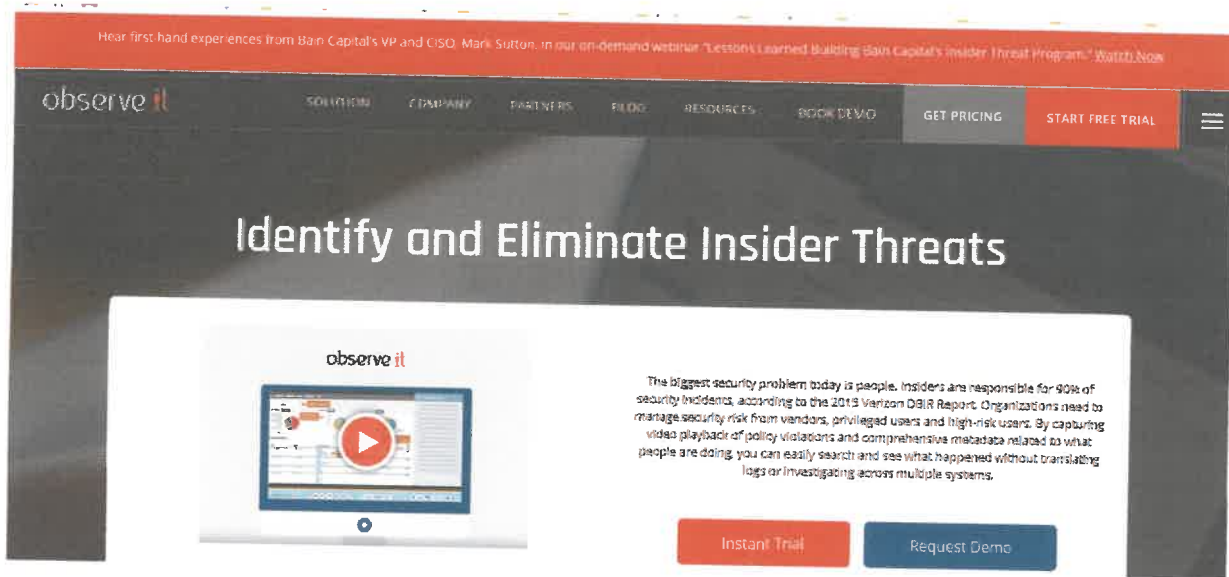 Hear first-hand experiences from Bain Capital's VP and CISO, Mark Sutton, in our on-demand webinar "Lessons Learned Building Bain Capital's Insider Threat Program." Watch Now
observe it
SOLUTION COMPANY PARTNERS BLOG RESOURCES BOOK DEMO GET PRICING START FREE TRIAL
Identify and Eliminate Insider Threats
observe it
The biggest security problem today is people. Insiders are responsible for 90% of
security incidents, according to the 2015 Verizon DBIR Report. Organizations need to
manage security risk from vendors, privileged users and high-risk users. By capturing
video playback of policy violations and comprehensive metadata related to what
people are doing, you can easily search and see what happened without translating
logs or investigating across multiple systems.
Instant Trial Request Demo